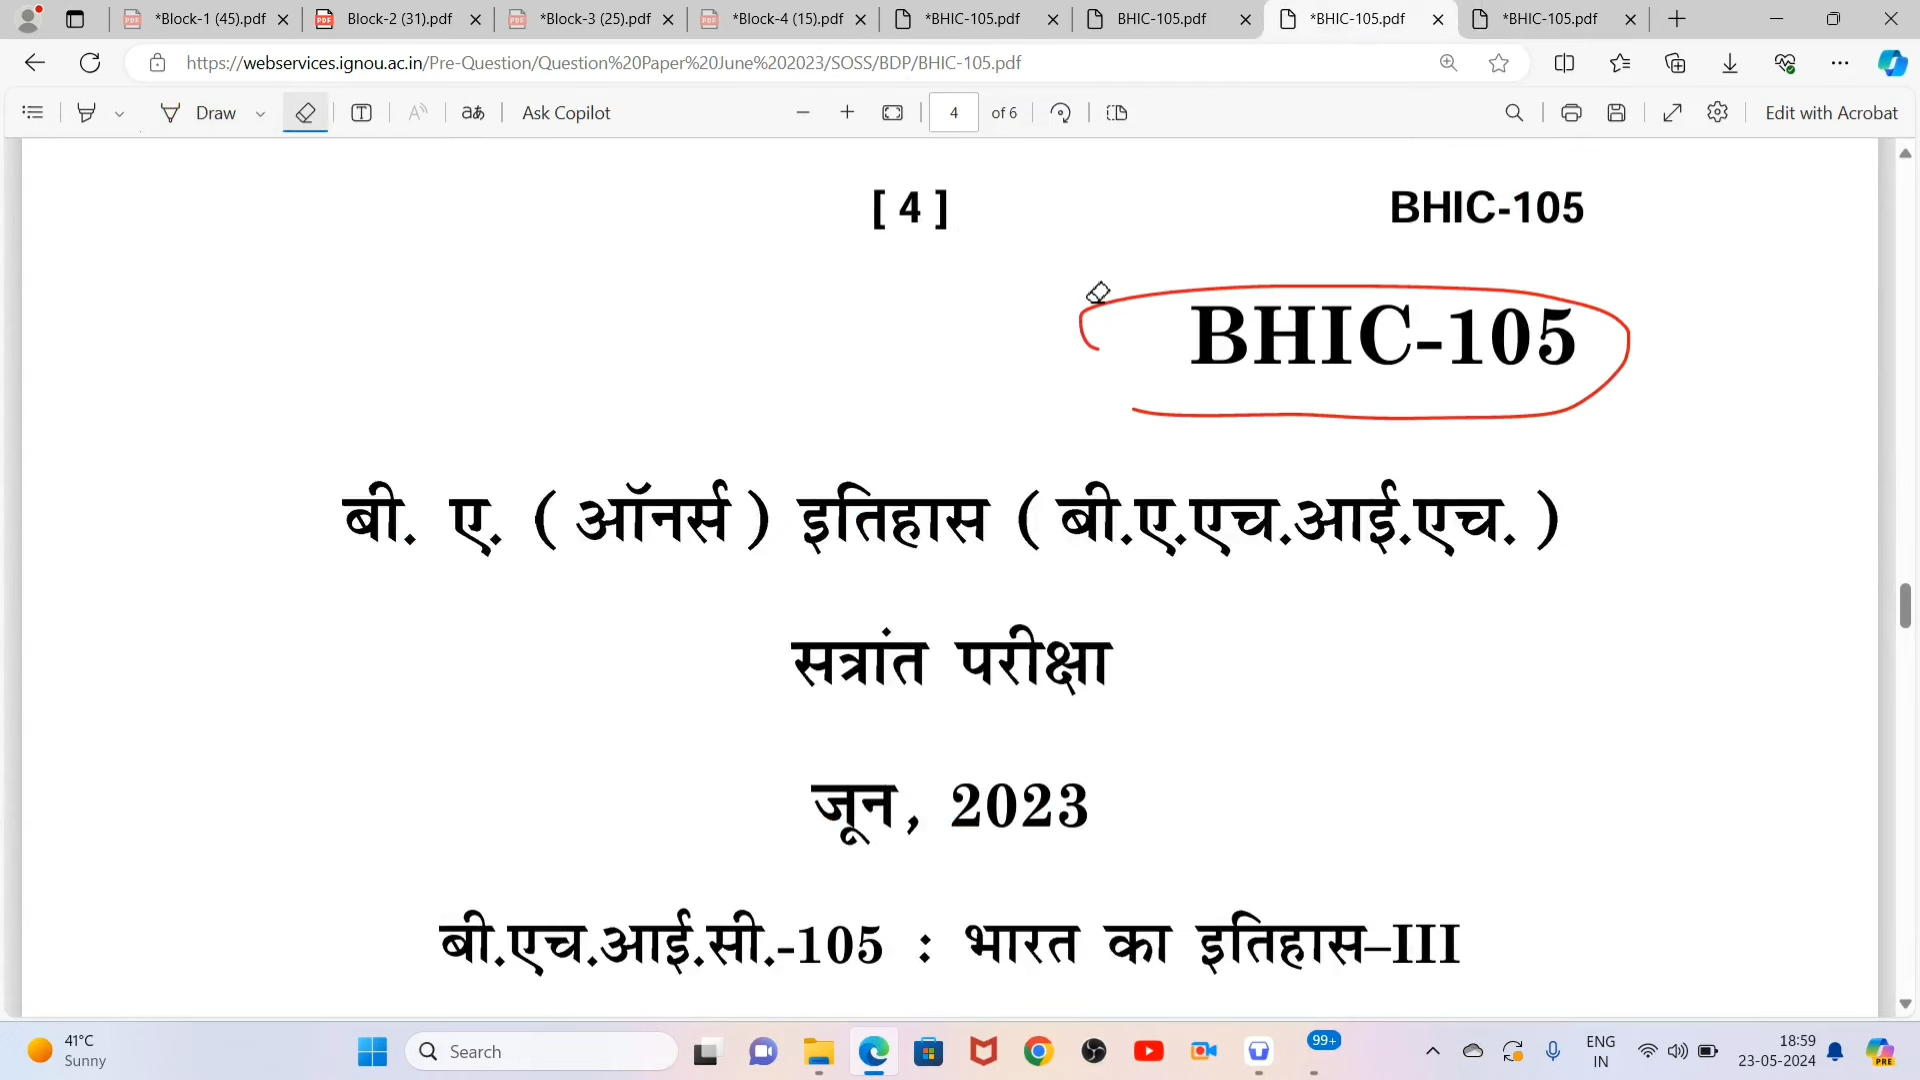 *Block-1 (45).pdf
Block-2 (31).pdf
*Block-3 (25).pdf
*Block-4 (15).pdf
*BHIC-105.pdf
BHIC-105.pdf
*BHIC-105.pdf
*BHIC-105.pdf
https://webservices.ignou.ac.in/Pre-Question/Question%20Paper%20June%202023/SOSS/BDP/BHIC-105.pdf
Draw
aあ
Ask Copilot
4 of 6
Edit with Acrobat
[ 4 ] BHIC-105
BHIC-105
बी. ए. ( ऑनर्स ) इतिहास ( बी.ए.एच.आई.एच. )
सत्रांत परीक्षा
जून, 2023
बी.एच.आई.सी.-105 : भारत का इतिहास–III
41°C
Sunny
Search
99+
ENG
IN
18:59
23-05-2024
PRE